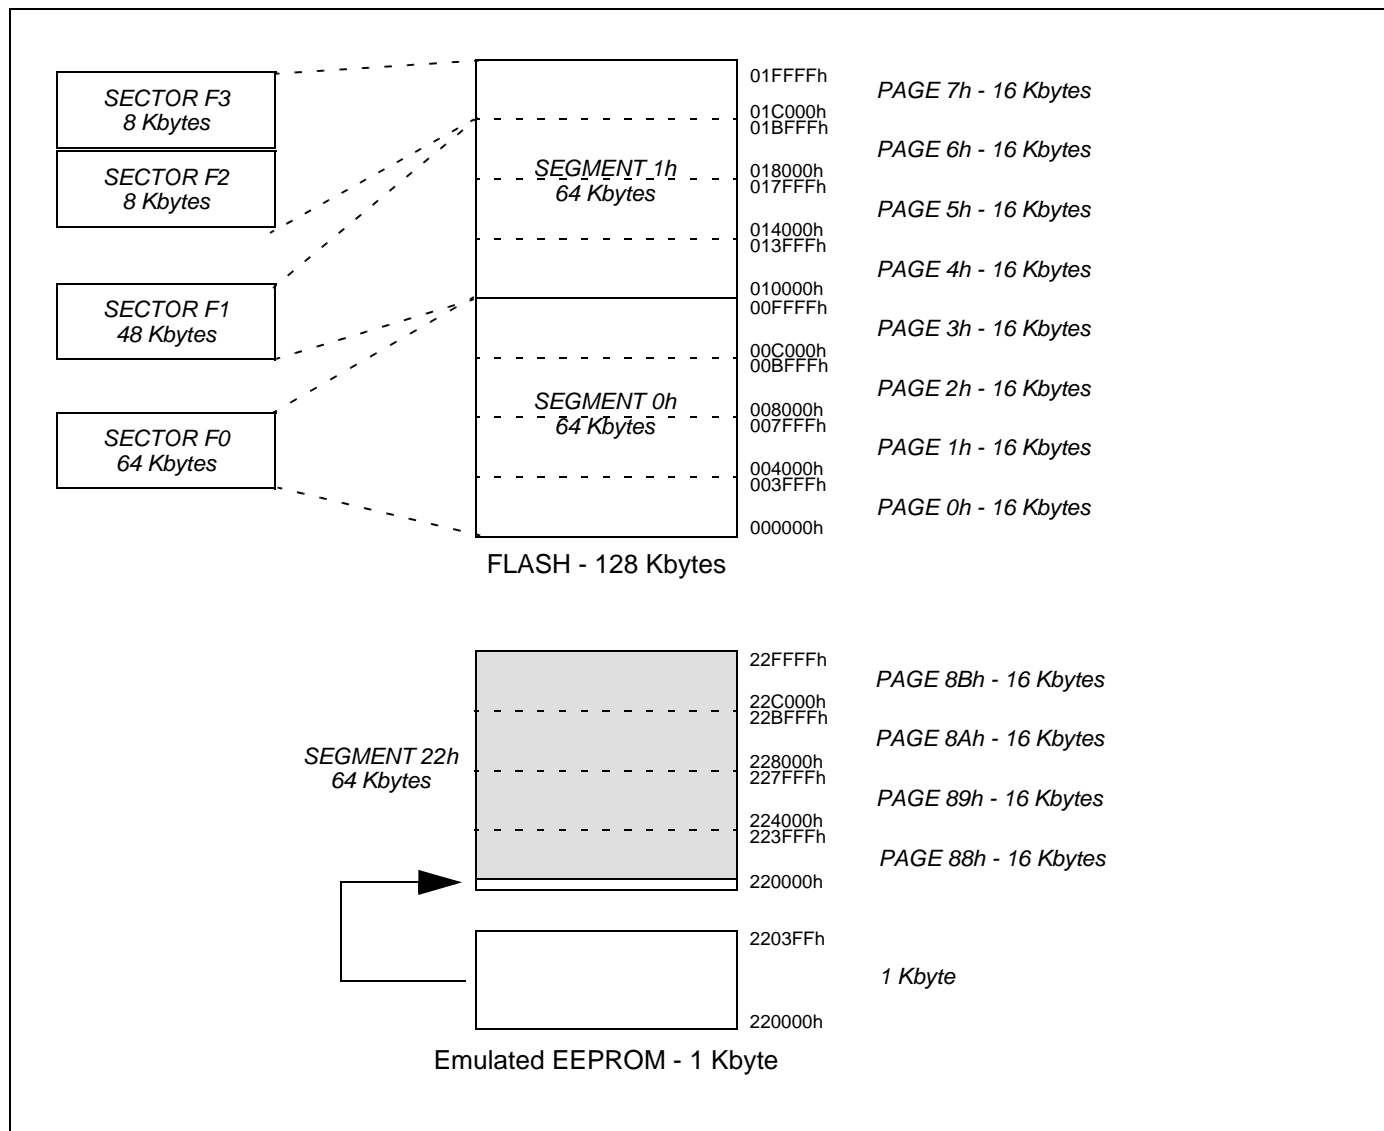 SECTOR F3
8 Kbytes
SECTOR F2
8 Kbytes
SECTOR F1
48 Kbytes
SECTOR F0
64 Kbytes
SEGMENT 1h
64 Kbytes
SEGMENT 0h
64 Kbytes
01FFFFh
01C000h
01BFFFh
018000h
017FFFh
014000h
013FFFh
010000h
00FFFFh
00C000h
00BFFFh
008000h
007FFFh
004000h
003FFFh
000000h
PAGE 7h - 16 Kbytes
PAGE 6h - 16 Kbytes
PAGE 5h - 16 Kbytes
PAGE 4h - 16 Kbytes
PAGE 3h - 16 Kbytes
PAGE 2h - 16 Kbytes
PAGE 1h - 16 Kbytes
PAGE 0h - 16 Kbytes
FLASH - 128 Kbytes
SEGMENT 22h
64 Kbytes
22FFFFh
22C000h
22BFFFh
228000h
227FFFh
224000h
223FFFh
220000h
PAGE 8Bh - 16 Kbytes
PAGE 8Ah - 16 Kbytes
PAGE 89h - 16 Kbytes
PAGE 88h - 16 Kbytes
2203FFh
1 Kbyte
220000h
Emulated EEPROM - 1 Kbyte